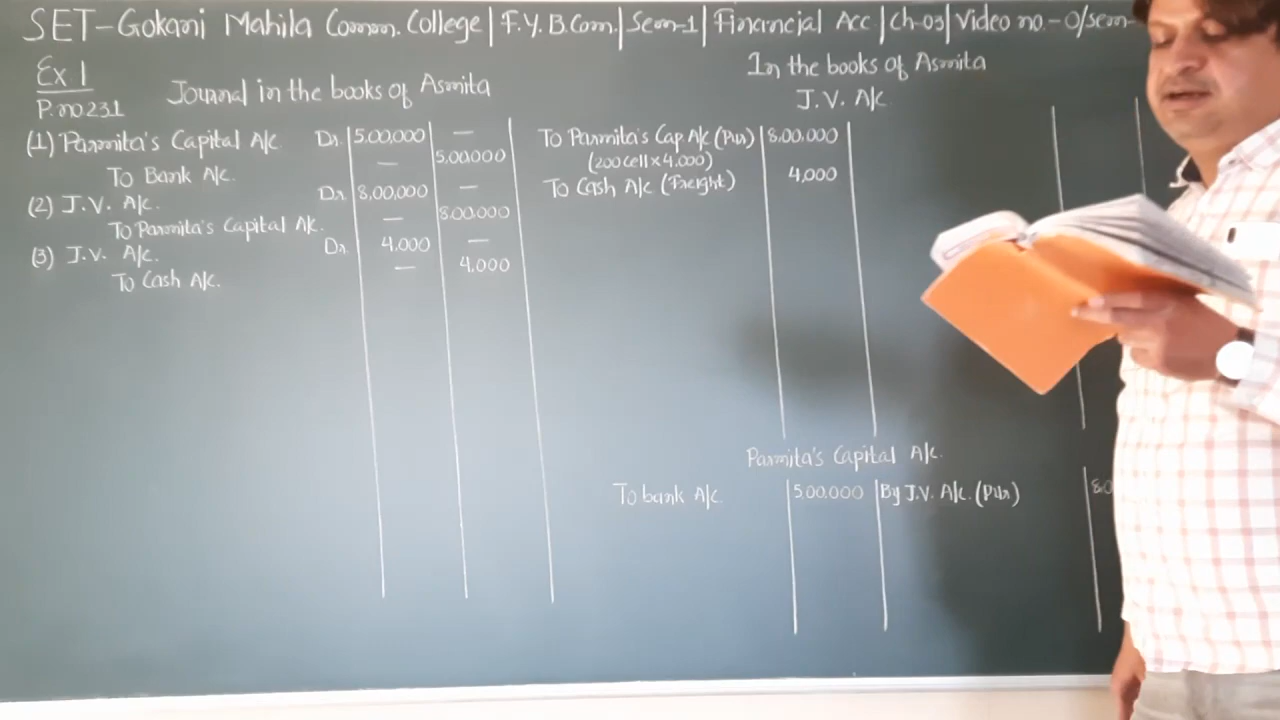 SET-Gokani Mahila Comm. College | F.Y.B.Com. | Sem-1 | Financial Acc | Ch-03 | Video no.-0/sem-
Ex 1
P.no 231
Journal in the books of Asmita
(1) Parmita's Capital A/c Dr. 5,00,000 —
To Bank A/c. — 5,00,000
(2) J.V. A/c. Dr. 8,00,000 —
To Parmita's Capital A/c. — 8,00,000
(3) J.V. A/c. Dr. 4,000 —
To Cash A/c. — 4,000
In the books of Asmita
J.V. A/c
To Parmita's Cap. A/c (Pur) 8,00,000
(200 cell x 4,000)
To Cash A/c (Freight) 4,000
Parmita's Capital A/c.
To bank A/c 5,00,000 By J.V. A/c. (Pur) 8,0